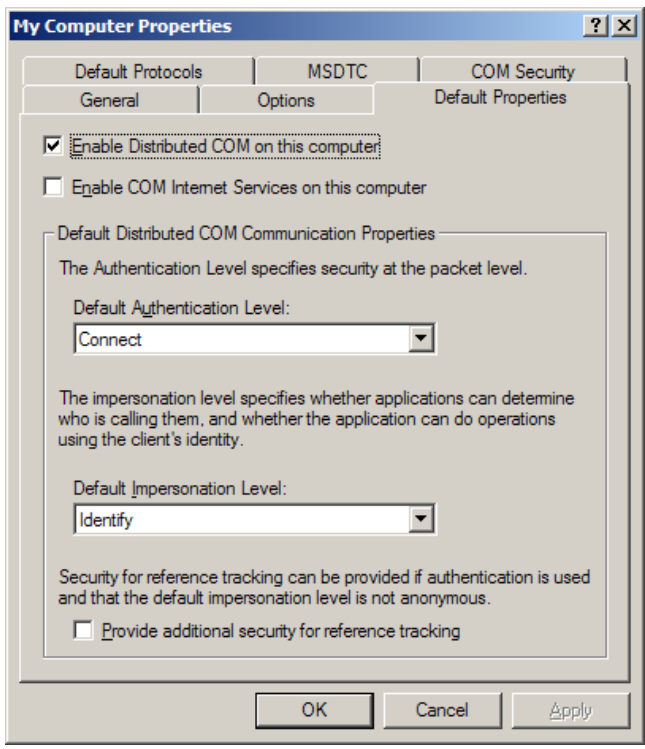 My Computer Properties
Default Protocols MSDTC COM Security
General Options Default Properties
Enable Distributed COM on this computer
Enable COM Internet Services on this computer
Default Distributed COM Communication Properties
The Authentication Level specifies security at the packet level.
Default Authentication Level:
Connect
The impersonation level specifies whether applications can determine
who is calling them, and whether the application can do operations
using the client's identity.
Default Impersonation Level:
Identify
Security for reference tracking can be provided if authentication is used
and that the default impersonation level is not anonymous.
Provide additional security for reference tracking
OK Cancel Apply